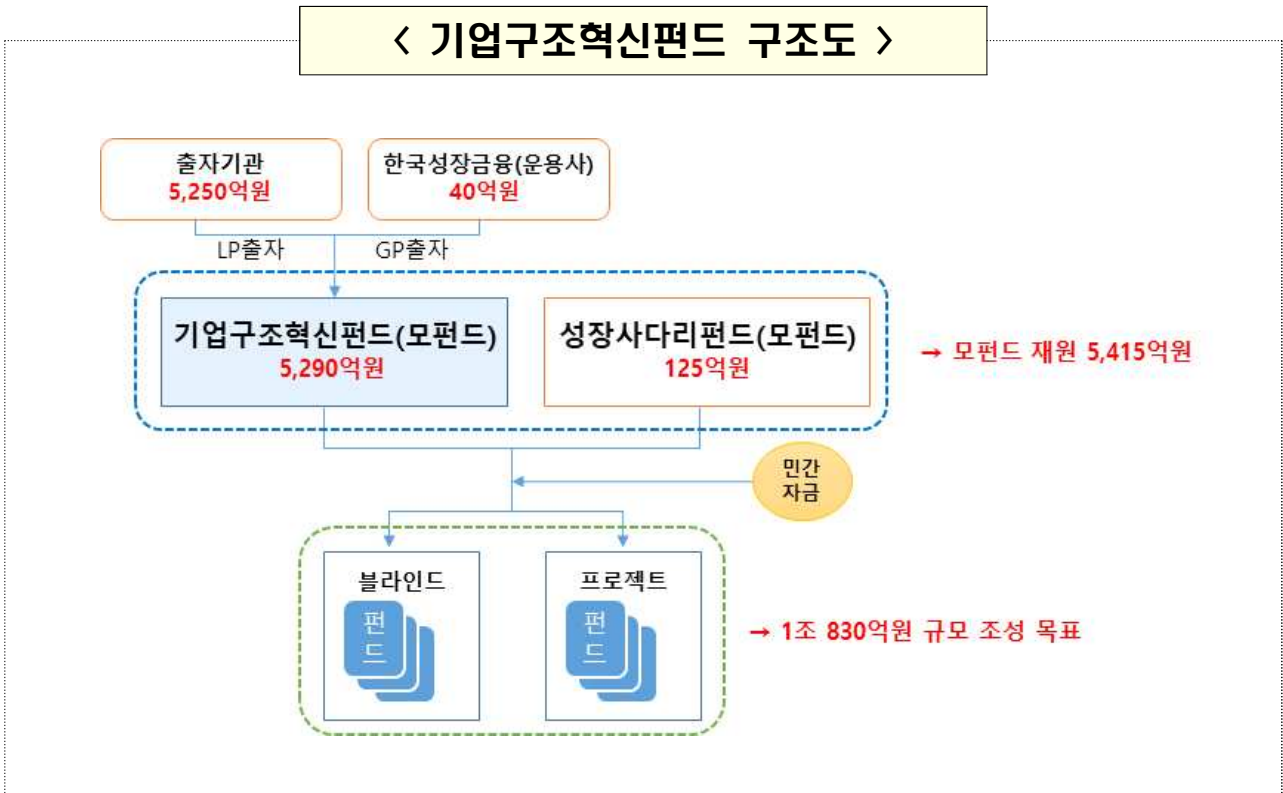 < 기업구조혁신펀드 구조도 >
출자기관
5,250억원
한국성장금융(운용사)
40억원
LP출자
GP출자
기업구조혁신펀드(모펀드)
5,290억원
성장사다리펀드(모펀드)
125억원
→ 모펀드 재원 5,415억원
민간
자금
블라인드
펀
드
프로젝트
펀
드
→ 1조 830억원 규모 조성 목표